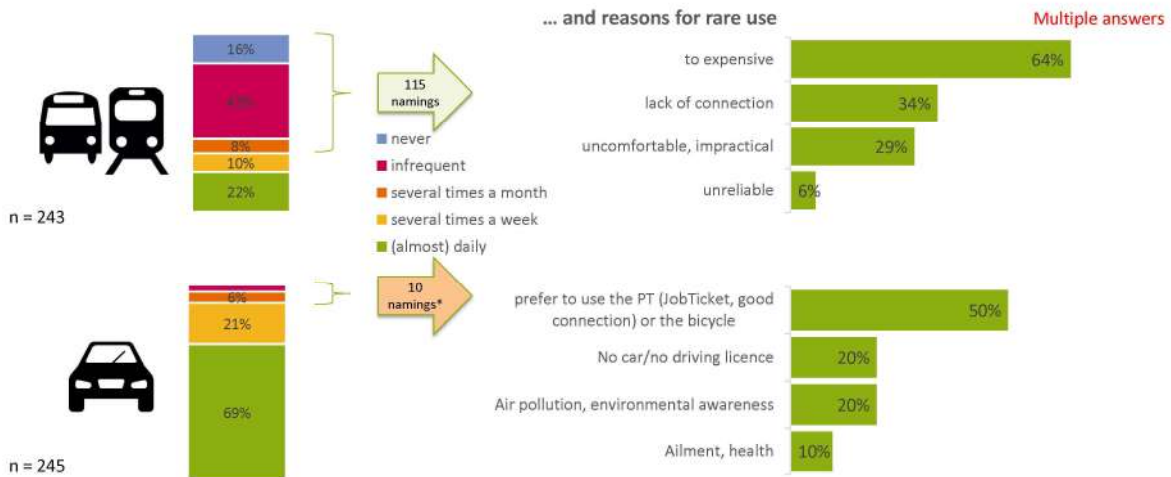 ... and reasons for rare use
Multiple answers
16%
8%
10%
22%
n = 243
115
namings
never
infrequent
several times a month
several times a week
(almost) daily
to expensive
64%
lack of connection
34%
uncomfortable, impractical
29%
unreliable
6%
6%
21%
69%
n = 245
10
namings*
prefer to use the PT (JobTicket, good
connection) or the bicycle
50%
No car/no driving licence
20%
Air pollution, environmental awareness
20%
Ailment, health
10%